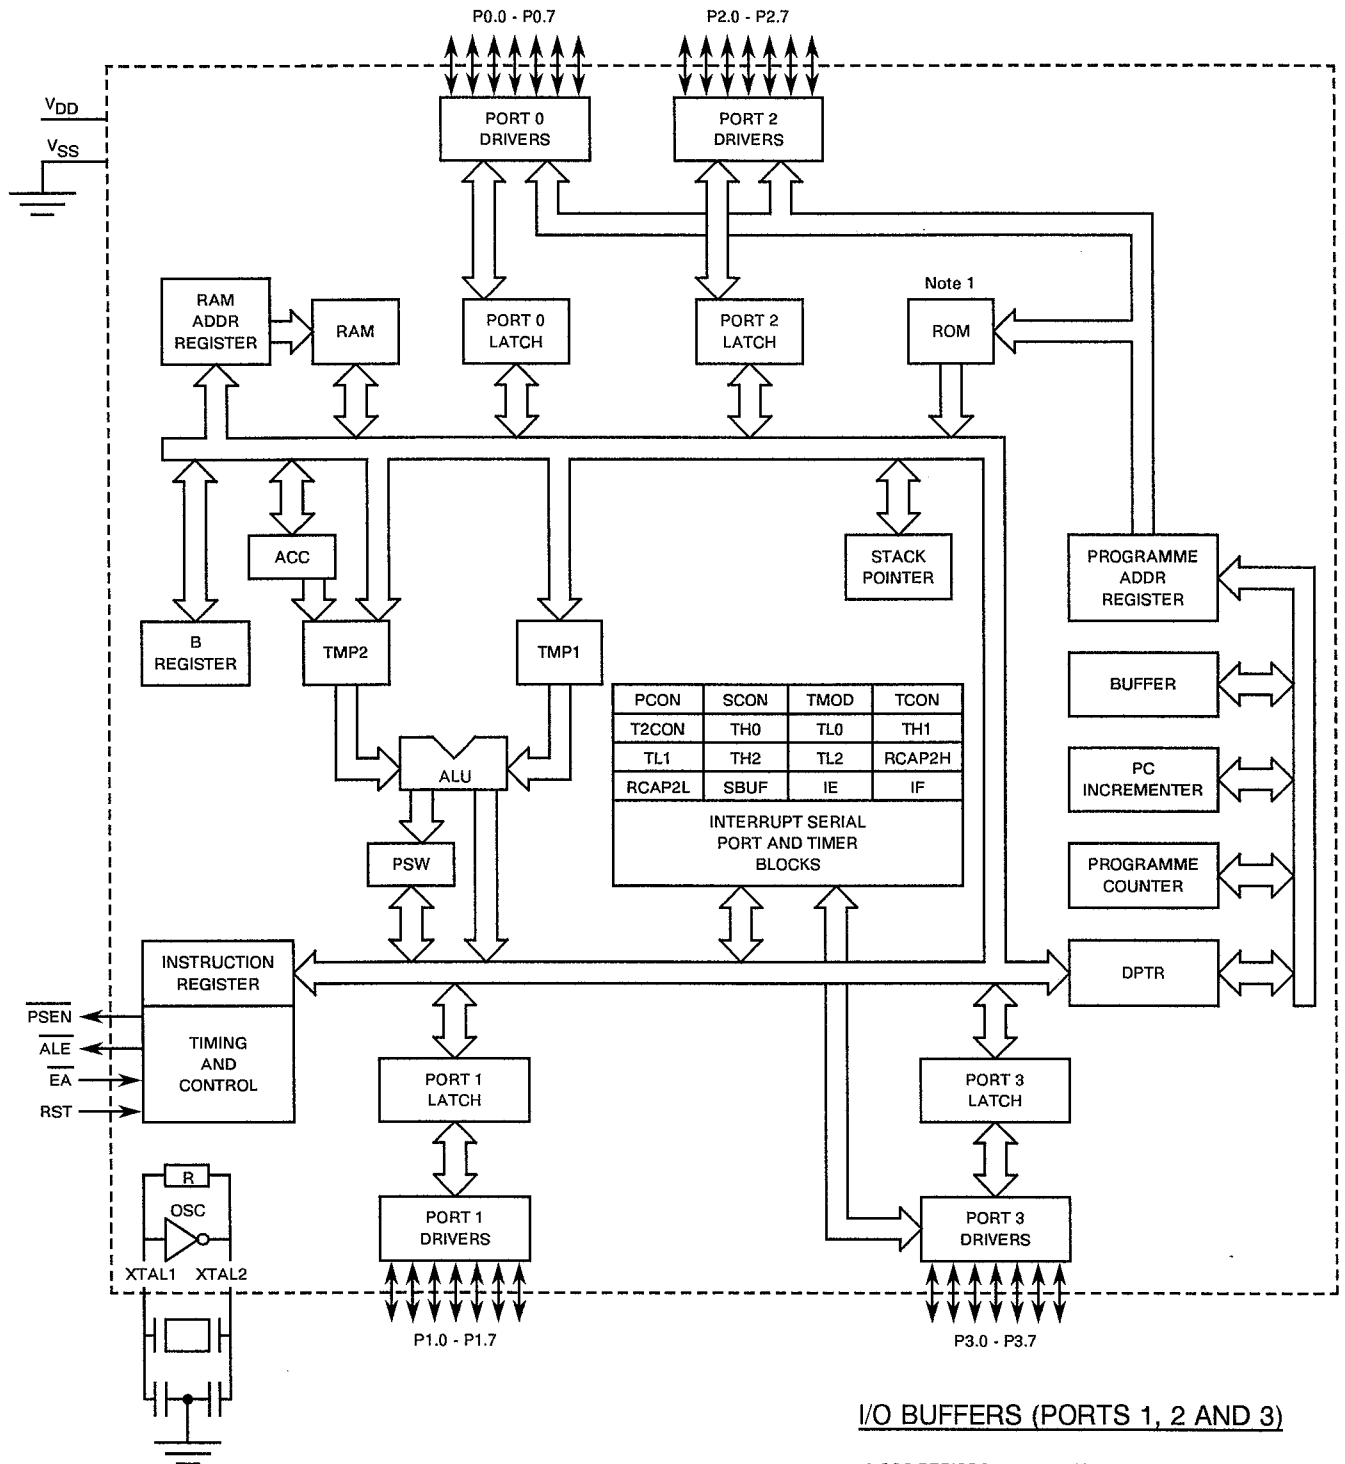 P0.0 - P0.7
P2.0 - P2.7
VDD
VSS
PORT 0
DRIVERS
PORT 2
DRIVERS
RAM
ADDR
REGISTER
RAM
PORT 0
LATCH
PORT 2
LATCH
Note 1
ROM
ACC
STACK
POINTER
PROGRAMME
ADDR
REGISTER
B
REGISTER
TMP2
TMP1
BUFFER
PCON SCON TMOD TCON
T2CON TH0 TL0 TH1
TL1 TH2 TL2 RCAP2H
RCAP2L SBUF IE IF
INTERRUPT SERIAL
PORT AND TIMER
BLOCKS
ALU
PSW
PC
INCREMENTER
PROGRAMME
COUNTER
INSTRUCTION
REGISTER
DPTR
PSEN
ALE
EA
RST
TIMING
AND
CONTROL
PORT 1
LATCH
PORT 3
LATCH
R
OSC
XTAL1 XTAL2
PORT 1
DRIVERS
PORT 3
DRIVERS
P1.0 - P1.7
P3.0 - P3.7
I/O BUFFERS (PORTS 1, 2 AND 3)